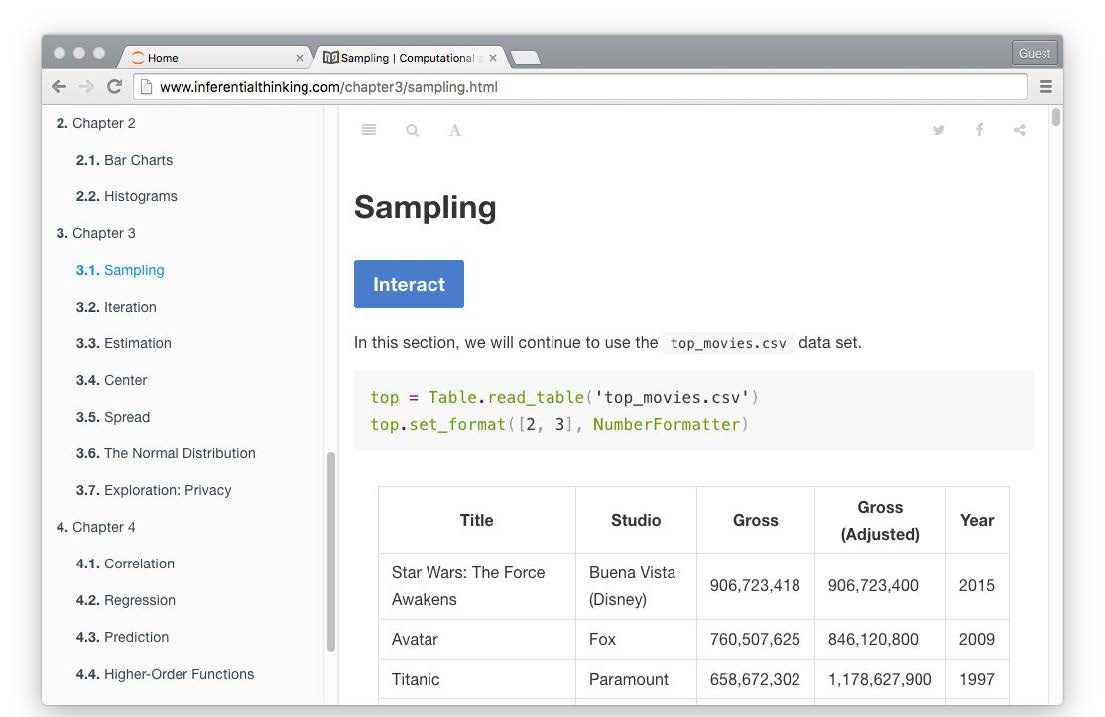 Home
Sampling | Computational
Guest
www.inferentialthinking.com/chapter3/sampling.html
2. Chapter 2
2.1. Bar Charts
2.2. Histograms
3. Chapter 3
3.1. Sampling
3.2. Iteration
3.3. Estimation
3.4. Center
3.5. Spread
3.6. The Normal Distribution
3.7. Exploration: Privacy
4. Chapter 4
4.1. Correlation
4.2. Regression
4.3. Prediction
4.4. Higher-Order Functions
A
Sampling
Interact
In this section, we will continue to use the top_movies.csv data set.
top = Table.read_table('top_movies.csv')
top.set_format([2, 3], NumberFormatter)
Title Studio Gross Gross (Adjusted) Year
Star Wars: The Force Awakens Buena Vista (Disney) 906,723,418 906,723,400 2015
Avatar Fox 760,507,625 846,120,800 2009
Titanic Paramount 658,672,302 1,178,627,900 1997